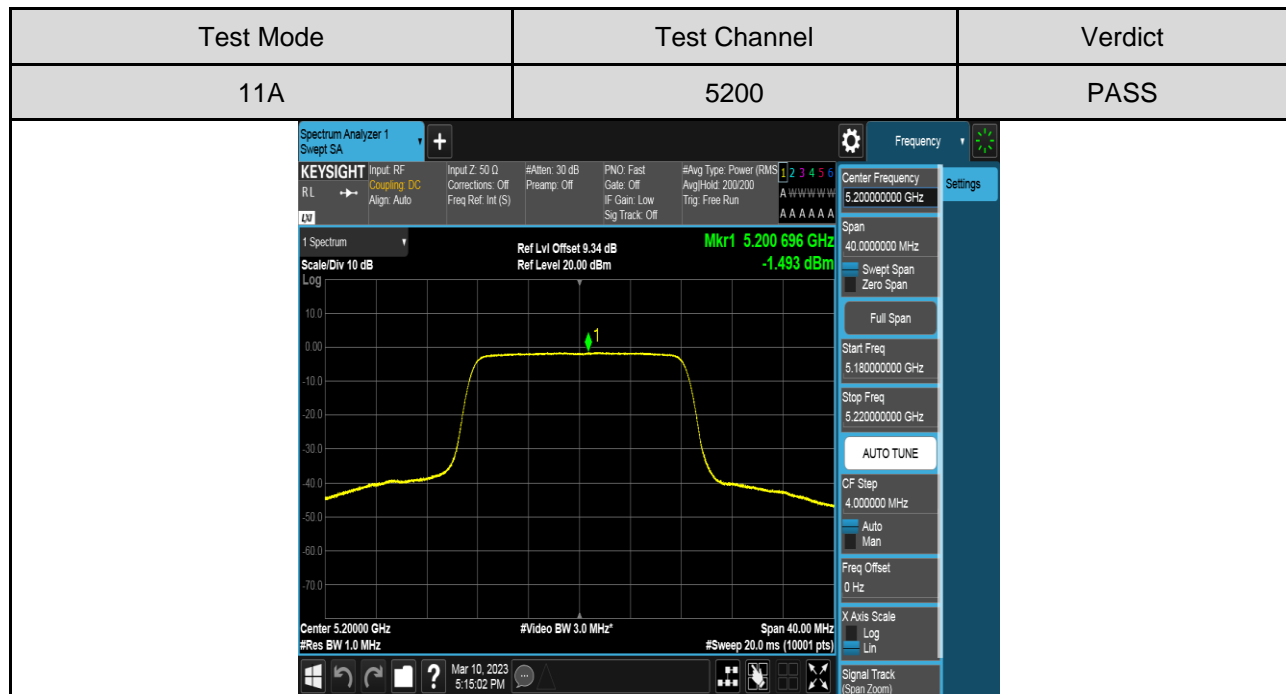 Test Mode Test Channel Verdict
11A 5200 PASS
Spectrum Analyzer 1
Swept SA
Frequency
KEYSIGHT
RL
LXI
Input: RF
Coupling: DC
Align: Auto
Input Z: 50 Ω
Corrections: Off
Freq Ref: Int (S)
#Atten: 30 dB
Preamp: Off
PNO: Fast
Gate: Off
IF Gain: Low
Sig Track: Off
#Avg Type: Power (RMS
Avg|Hold: 200/200
Trig: Free Run
1 2 3 4 5 6
A W W W W W
A A A A A A
1 Spectrum
Scale/Div 10 dB
Ref Lvl Offset 9.34 dB
Ref Level 20.00 dBm
Mkr1 5.200 696 GHz
-1.493 dBm
Log
10.0
0.00
-10.0
-20.0
-30.0
-40.0
-50.0
-60.0
-70.0
1
Center 5.20000 GHz
#Res BW 1.0 MHz
#Video BW 3.0 MHz*
Span 40.00 MHz
#Sweep 20.0 ms (10001 pts)
?
Mar 10, 2023
5:15:02 PM
Center Frequency
5.200000000 GHz
Settings
Span
40.0000000 MHz
Swept Span
Zero Span
Full Span
Start Freq
5.180000000 GHz
Stop Freq
5.220000000 GHz
AUTO TUNE
CF Step
4.000000 MHz
Auto
Man
Freq Offset
0 Hz
X Axis Scale
Log
Lin
Signal Track
(Span Zoom)